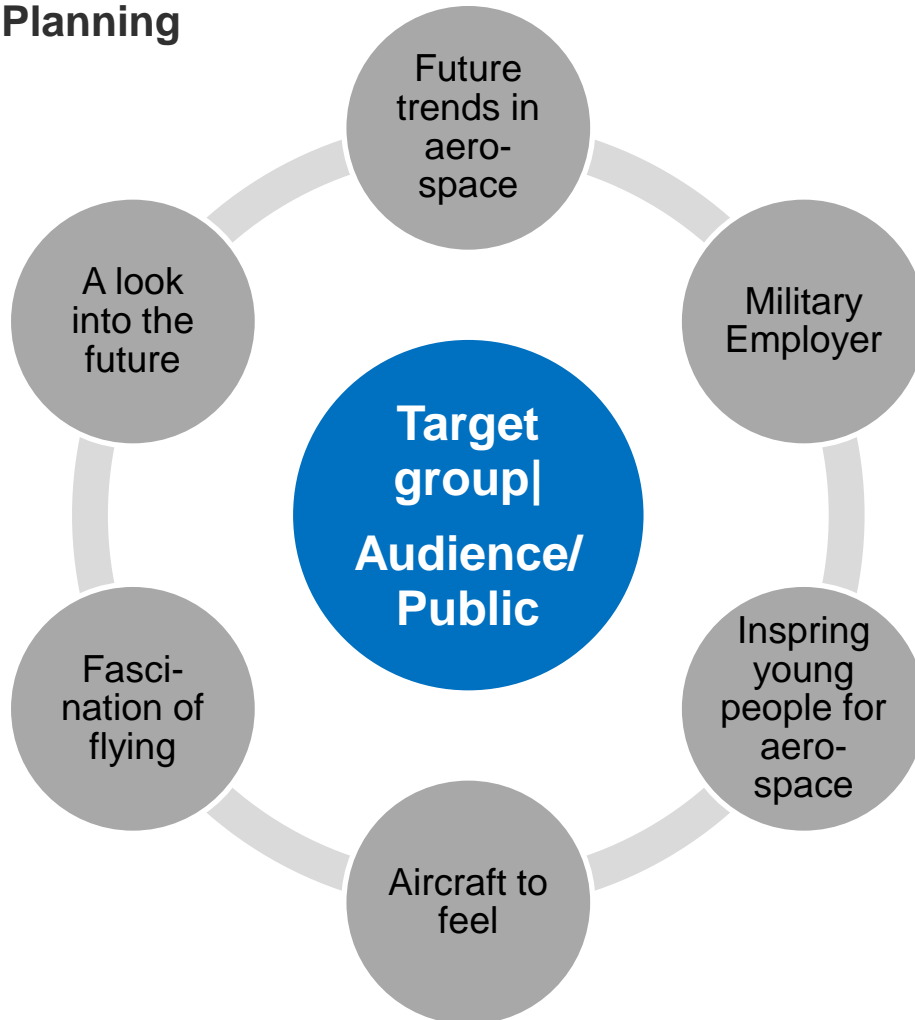 Planning
Future
trends in
aero-
space
Military
Employer
Inspring
young
people for
aero-
space
Aircraft to
feel
Fasci-
nation of
flying
A look
into the
future
Target
group|
Audience/
Public